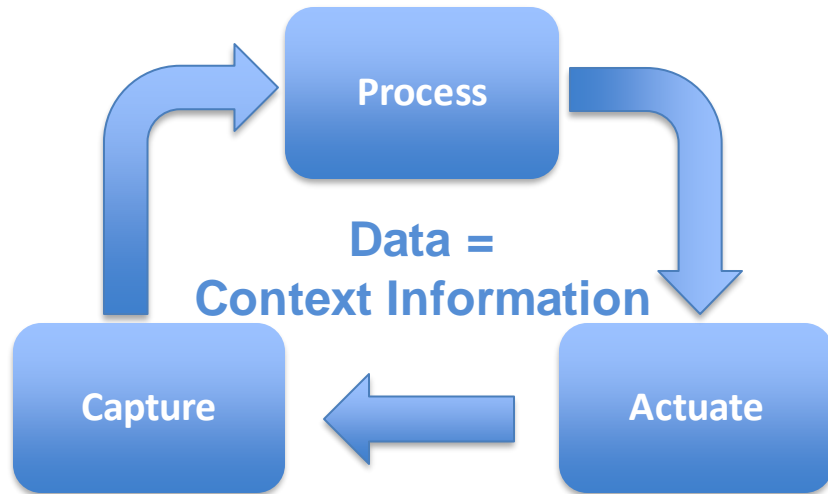 Process
Data =
Context Information
Capture
Actuate